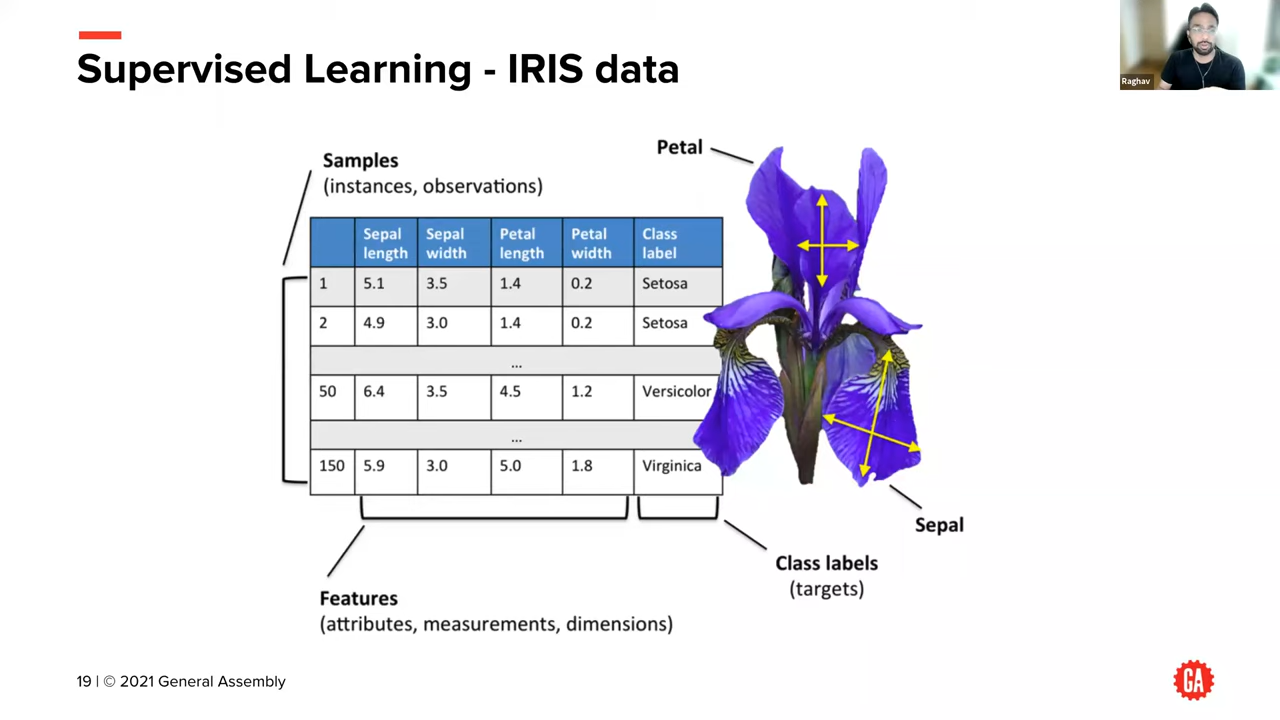 Supervised Learning - IRIS data
Raghav
Samples
(instances, observations)
Petal
Sepal length Sepal width Petal length Petal width Class label
1 5.1 3.5 1.4 0.2 Setosa
2 4.9 3.0 1.4 0.2 Setosa
...
50 6.4 3.5 4.5 1.2 Versicolor
...
150 5.9 3.0 5.0 1.8 Virginica
Sepal
Class labels
(targets)
Features
(attributes, measurements, dimensions)
19 | © 2021 General Assembly
GA